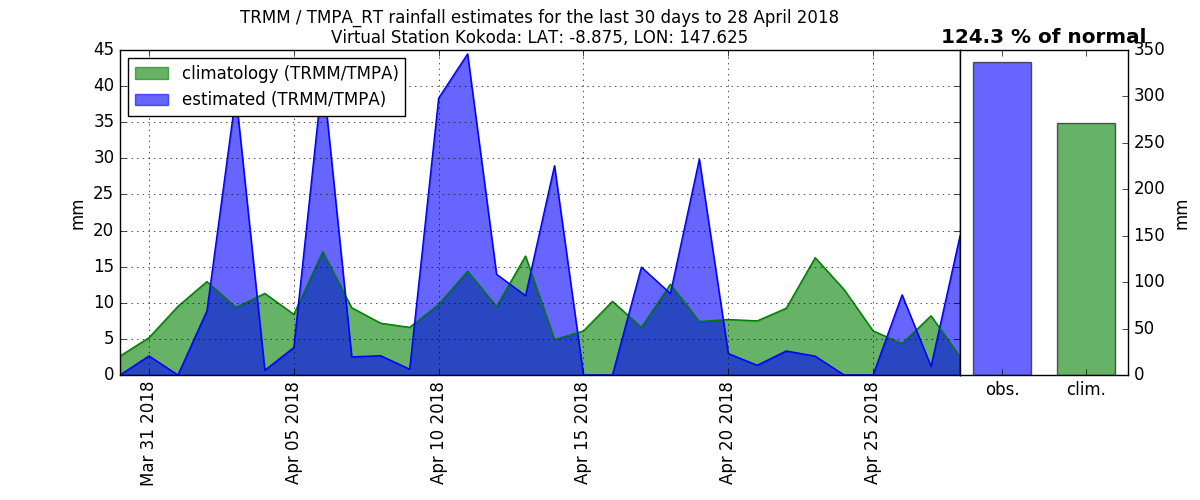 TRMM / TMPA_RT rainfall estimates for the last 30 days to 28 April 2018
Virtual Station Kokoda: LAT: -8.875, LON: 147.625
124.3 % of normal
climatology (TRMM/TMPA)
estimated (TRMM/TMPA)
45
40
35
30
25
20
15
10
5
0
mm
Mar 31 2018
Apr 05 2018
Apr 10 2018
Apr 15 2018
Apr 20 2018
Apr 25 2018
obs.
clim.
350
300
250
200
150
100
50
0
mm